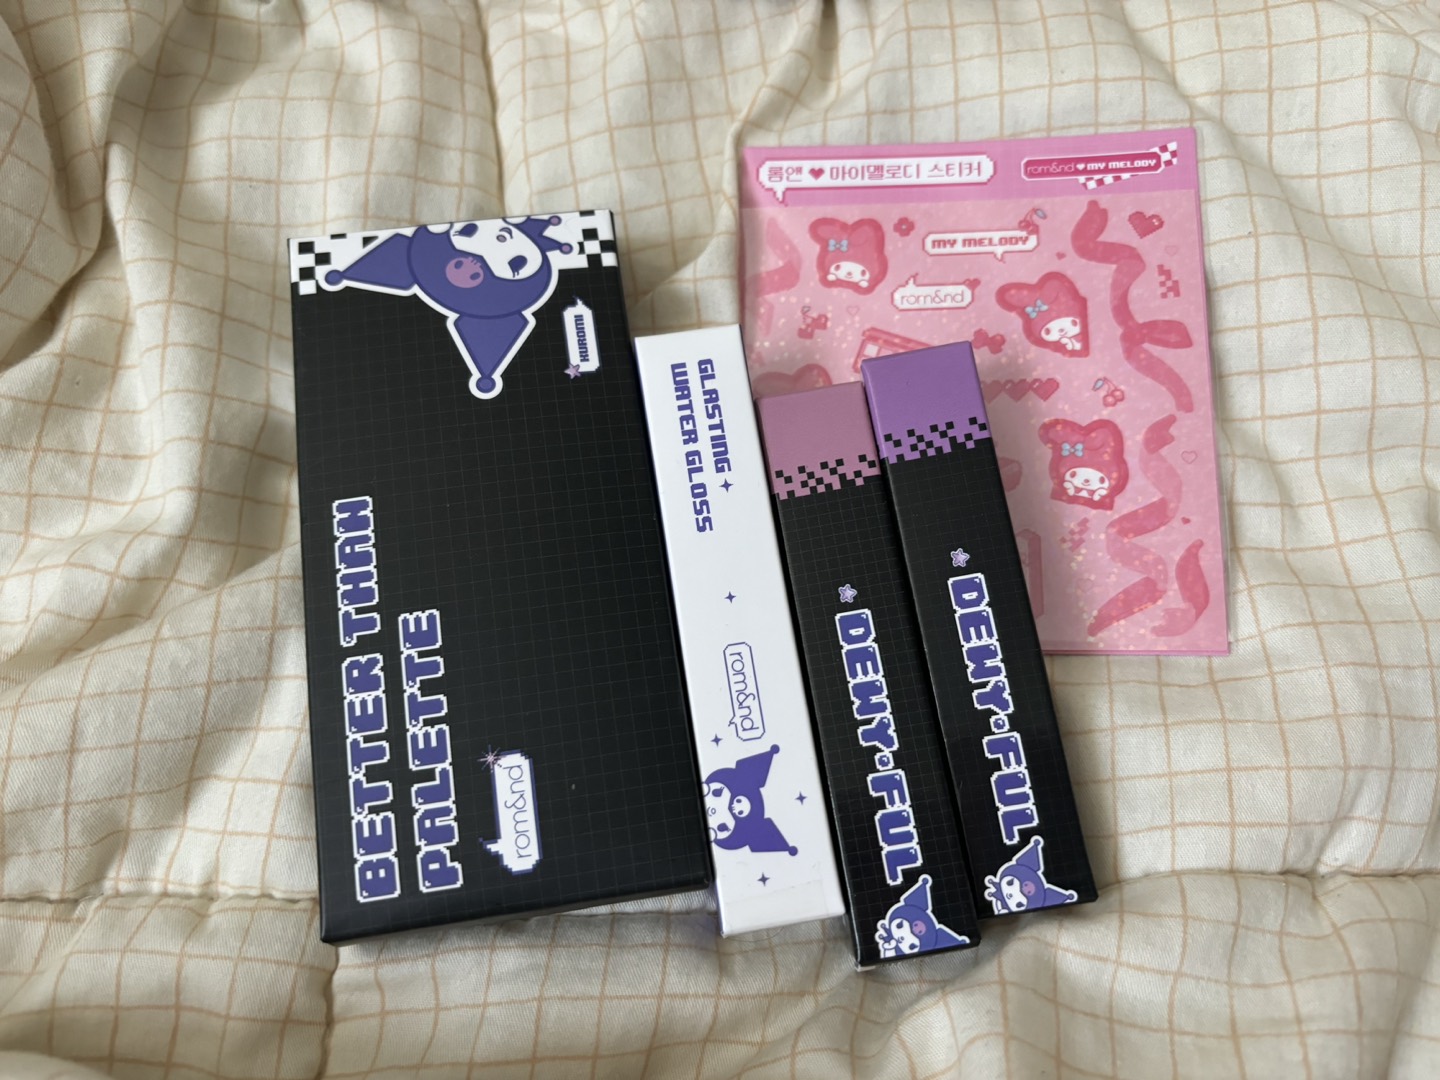 KUROMI
BETTER THAN
PALETTE
rom&nd
GLASTING
WATER GLOSS
rom&nd
DEWY·FUL
DEWY·FUL
롬앤 ♥ 마이멜로디 스티커
rom&nd ♥ MY MELODY
MY MELODY
rom&nd